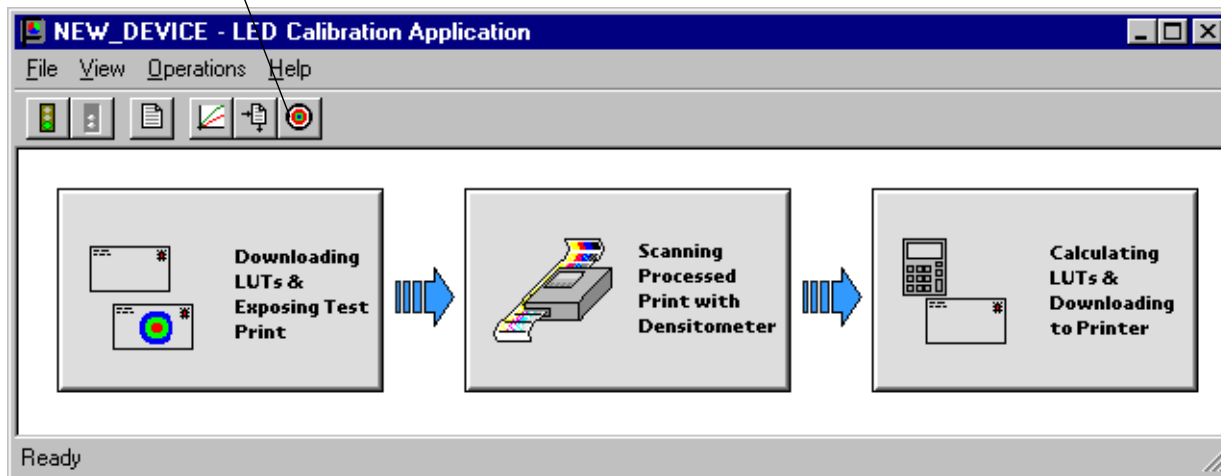 NEW_DEVICE - LED Calibration Application
File View Operations Help
Downloading
LUTs &
Exposing Test
Print
Scanning
Processed
Print with
Densitometer
Calculating
LUTs &
Downloading
to Printer
Ready